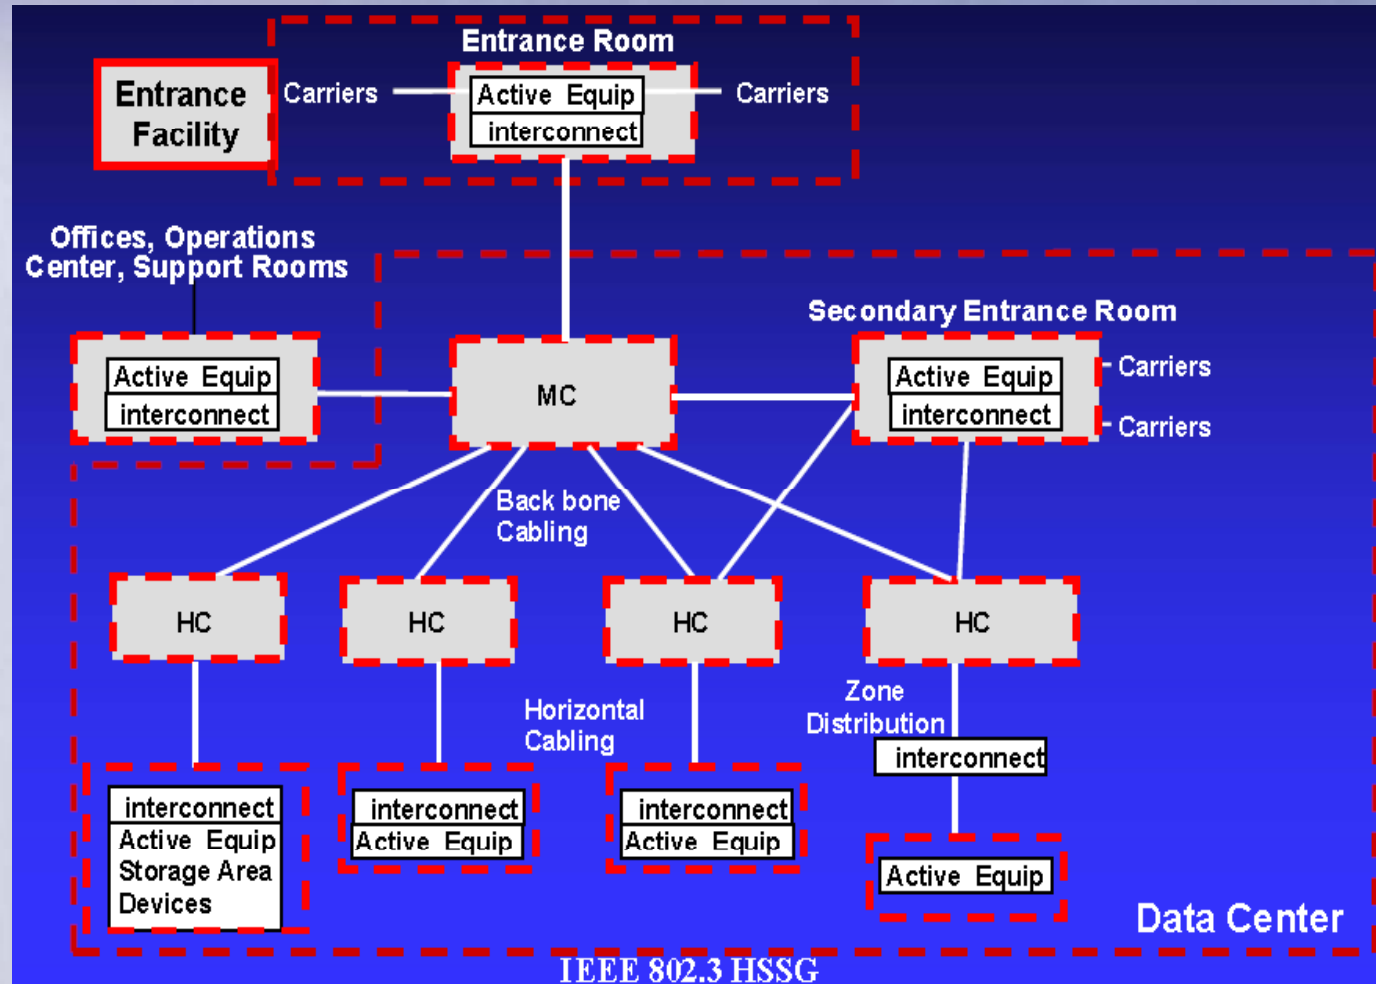 Entrance Room
Entrance
Facility
Carriers
Active Equip
interconnect
Carriers
Offices, Operations
Center, Support Rooms
Active Equip
interconnect
MC
Secondary Entrance Room
Active Equip
interconnect
Carriers
Carriers
Back bone
Cabling
HC
HC
HC
HC
Horizontal
Cabling
Zone
Distribution
interconnect
interconnect
Active Equip
Storage Area
Devices
interconnect
Active Equip
interconnect
Active Equip
Active Equip
Data Center
IEEE 802.3 HSSG